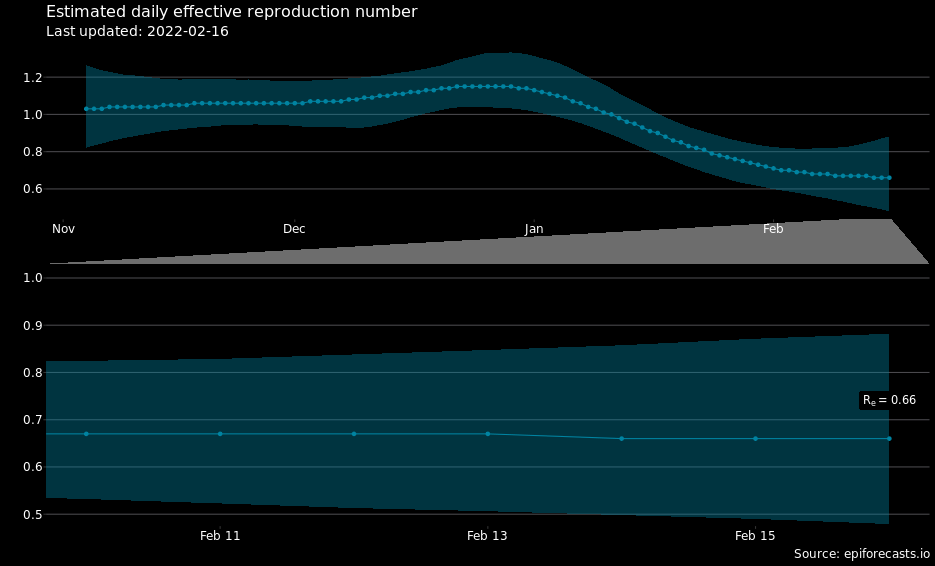 Estimated daily effective reproduction number
Last updated: 2022-02-16
1.2
1.0
0.8
0.6
Nov Dec Jan Feb
1.0
0.9
0.8
Rₑ = 0.66
0.7
0.6
0.5
Feb 11 Feb 13 Feb 15
Source: epiforecasts.io